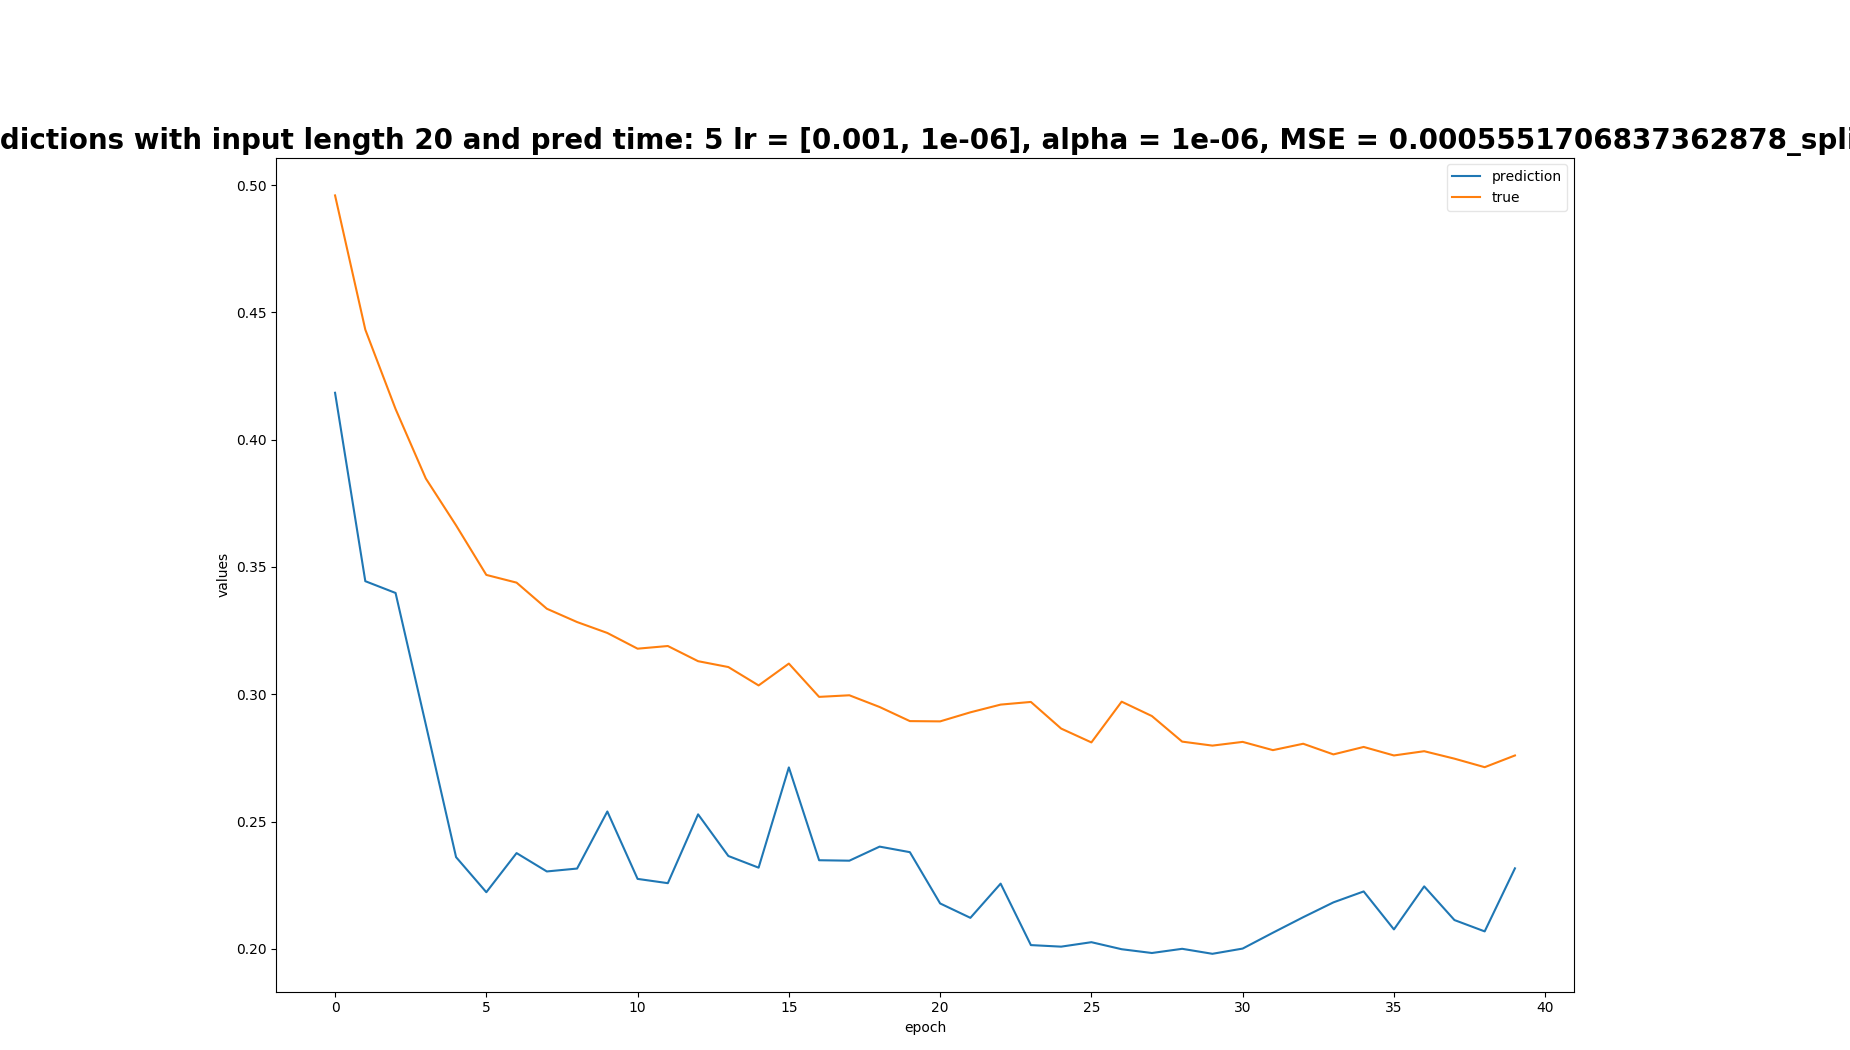 dictions with input length 20 and pred time: 5 lr = [0.001, 1e-06], alpha = 1e-06, MSE = 0.0005551706837362878_spli
prediction
true
0.50
0.45
0.40
0.35
0.30
0.25
0.20
values
0 5 10 15 20 25 30 35 40
epoch